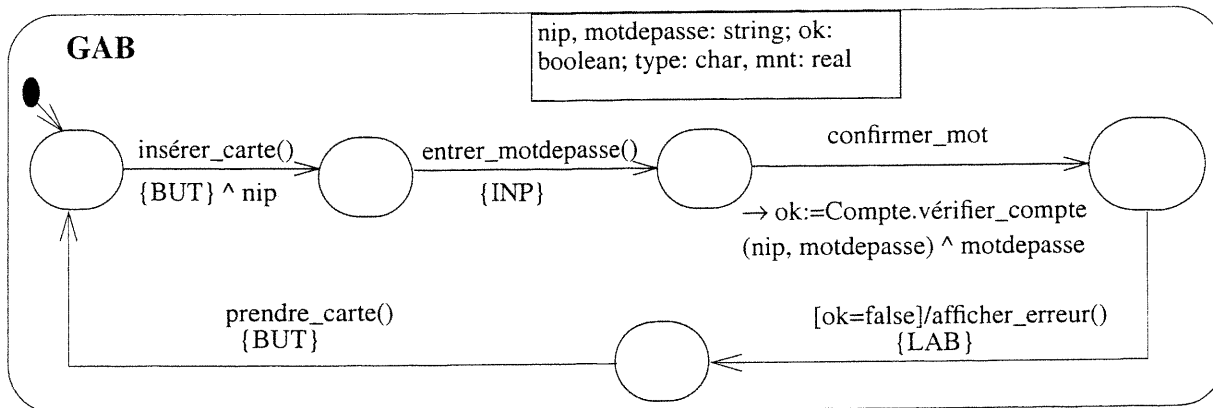 GAB
nip, motdepasse: string; ok:
boolean; type: char, mnt: real
insérer_carte()
{BUT} ^ nip
entrer_motdepasse()
{INP}
confirmer_mot
→ ok:=Compte.vérifier_compte
(nip, motdepasse) ^ motdepasse
prendre_carte()
{BUT}
[ok=false]/afficher_erreur()
{LAB}